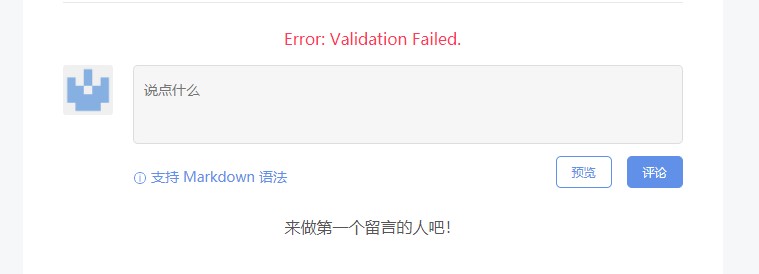 Error: Validation Failed.
说点什么
支持 Markdown 语法
预览
评论
来做第一个留言的人吧！